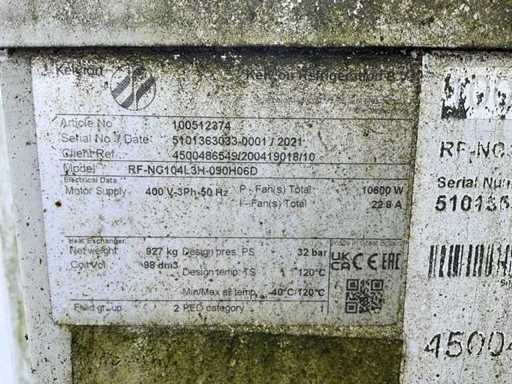 Kelvion
Kelvion Refrigeration B.V.
Article No 100512374
Serial No / Date 5101363033-0001 / 2021
Client Ref. 4500486549/200419018/10
Model RF-NG104L3H-090H06D
Electrical Data
Motor Supply 400 V-3Ph-50 Hz P - Fan(s) Total 10600 W
I - Fan(s) Total 22.8 A
Heat Exchanger
Net weight 927 kg Design pres. PS 32 bar
Coil Vol 98 dm3 Design temp. TS 120°C
Min/Max all temp. -40°C/120°C
Fluid group 2 PED category 1
UK CA CE EAC
RF-NG
Serial Num
510136
45004